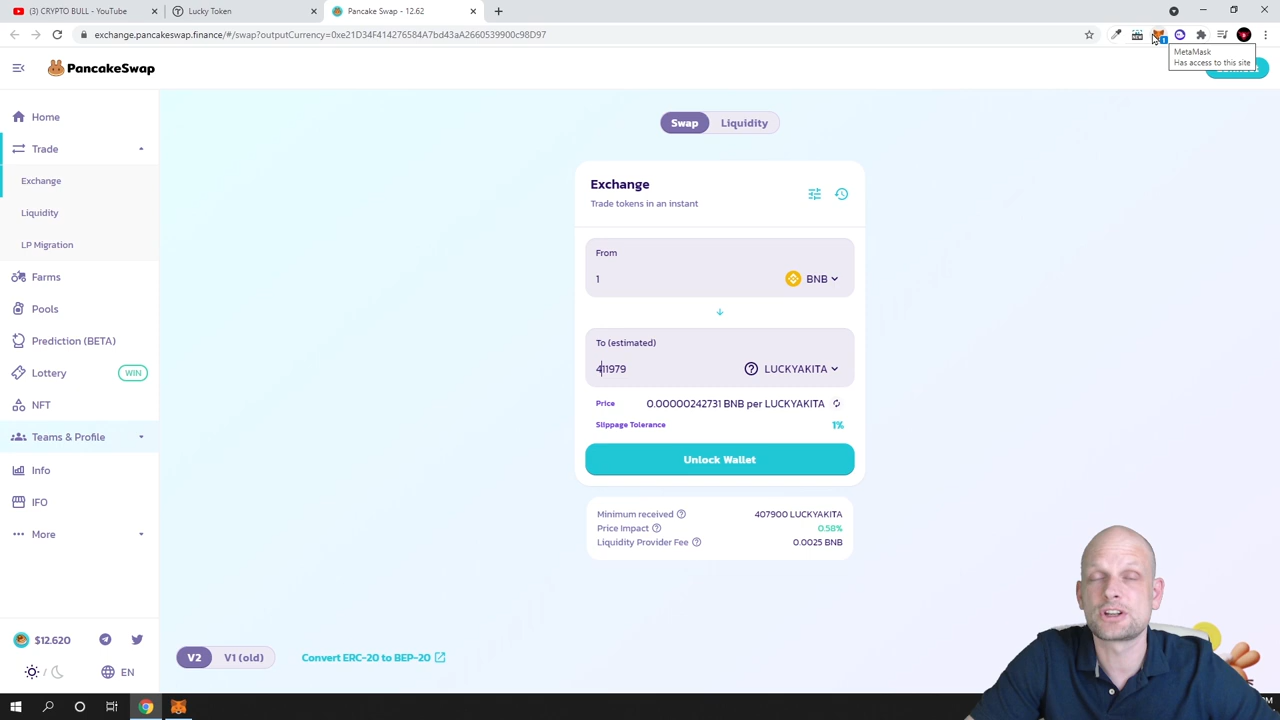 (3) CRYPTO BULL - YouTube
Lucky Token
Pancake Swap - 12.62
exchange.pancakeswap.finance/#/swap?outputCurrency=0xe21D34F414276584A7bd43aA2660539900c98D97
1
MetaMask
Has access to this site
PancakeSwap
Home
Trade
Exchange
Liquidity
LP Migration
Farms
Pools
Prediction (BETA)
Lottery
WIN
NFT
Teams & Profile
Info
IFO
More
$12.620
/
EN
Swap
Liquidity
Exchange
Trade tokens in an instant
From
1
BNB
To (estimated)
411979
LUCKYAKITA
Price
0.00000242731 BNB per LUCKYAKITA
Slippage Tolerance
1%
Unlock Wallet
Minimum received
407900 LUCKYAKITA
Price Impact
0.58%
Liquidity Provider Fee
0.0025 BNB
V2
V1 (old)
Convert ERC-20 to BEP-20